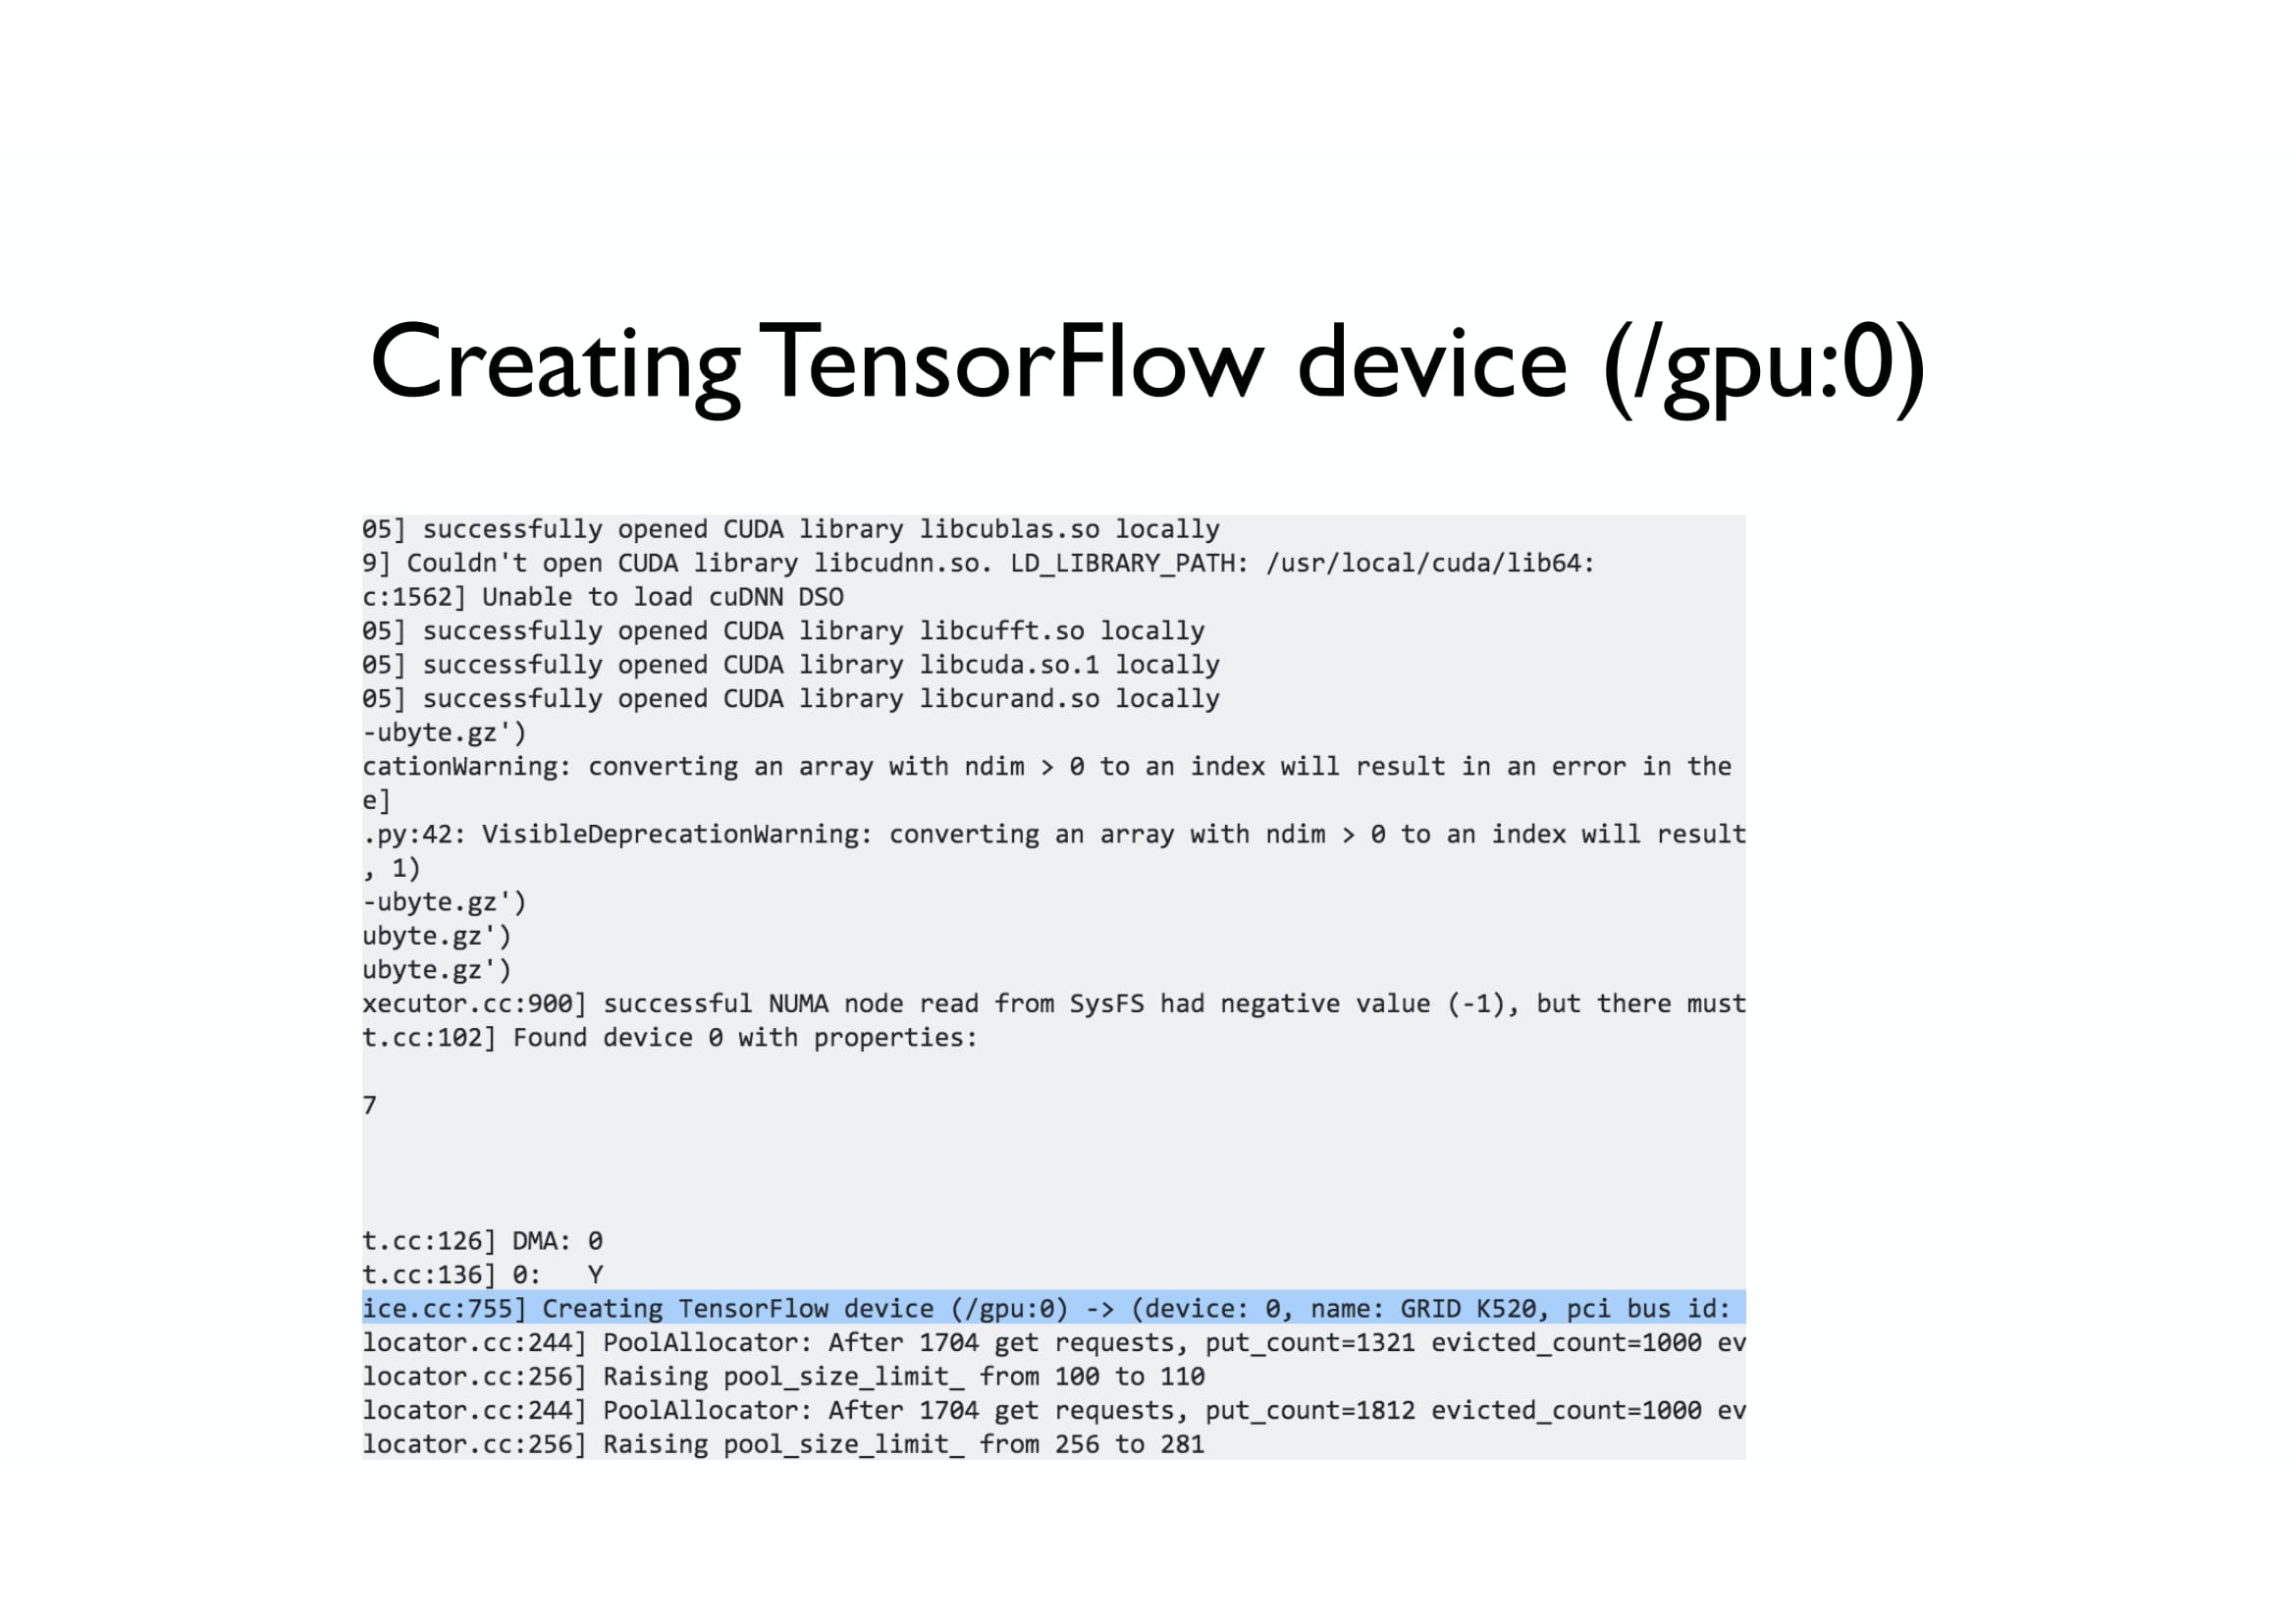 Creating TensorFlow device (/gpu:0)
05] successfully opened CUDA library libcublas.so locally
9] Couldn't open CUDA library libcudnn.so. LD_LIBRARY_PATH: /usr/local/cuda/lib64:
c:1562] Unable to load cuDNN DSO
05] successfully opened CUDA library libcufft.so locally
05] successfully opened CUDA library libcuda.so.1 locally
05] successfully opened CUDA library libcurand.so locally
-ubyte.gz')
cationWarning: converting an array with ndim > 0 to an index will result in an error in the
e]
.py:42: VisibleDeprecationWarning: converting an array with ndim > 0 to an index will result
, 1)
-ubyte.gz')
ubyte.gz')
ubyte.gz')
xecutor.cc:900] successful NUMA node read from SysFS had negative value (-1), but there must
t.cc:102] Found device 0 with properties:
7
t.cc:126] DMA: 0
t.cc:136] 0:   Y
ice.cc:755] Creating TensorFlow device (/gpu:0) -> (device: 0, name: GRID K520, pci bus id:
locator.cc:244] PoolAllocator: After 1704 get requests, put_count=1321 evicted_count=1000 ev
locator.cc:256] Raising pool_size_limit_ from 100 to 110
locator.cc:244] PoolAllocator: After 1704 get requests, put_count=1812 evicted_count=1000 ev
locator.cc:256] Raising pool_size_limit_ from 256 to 281